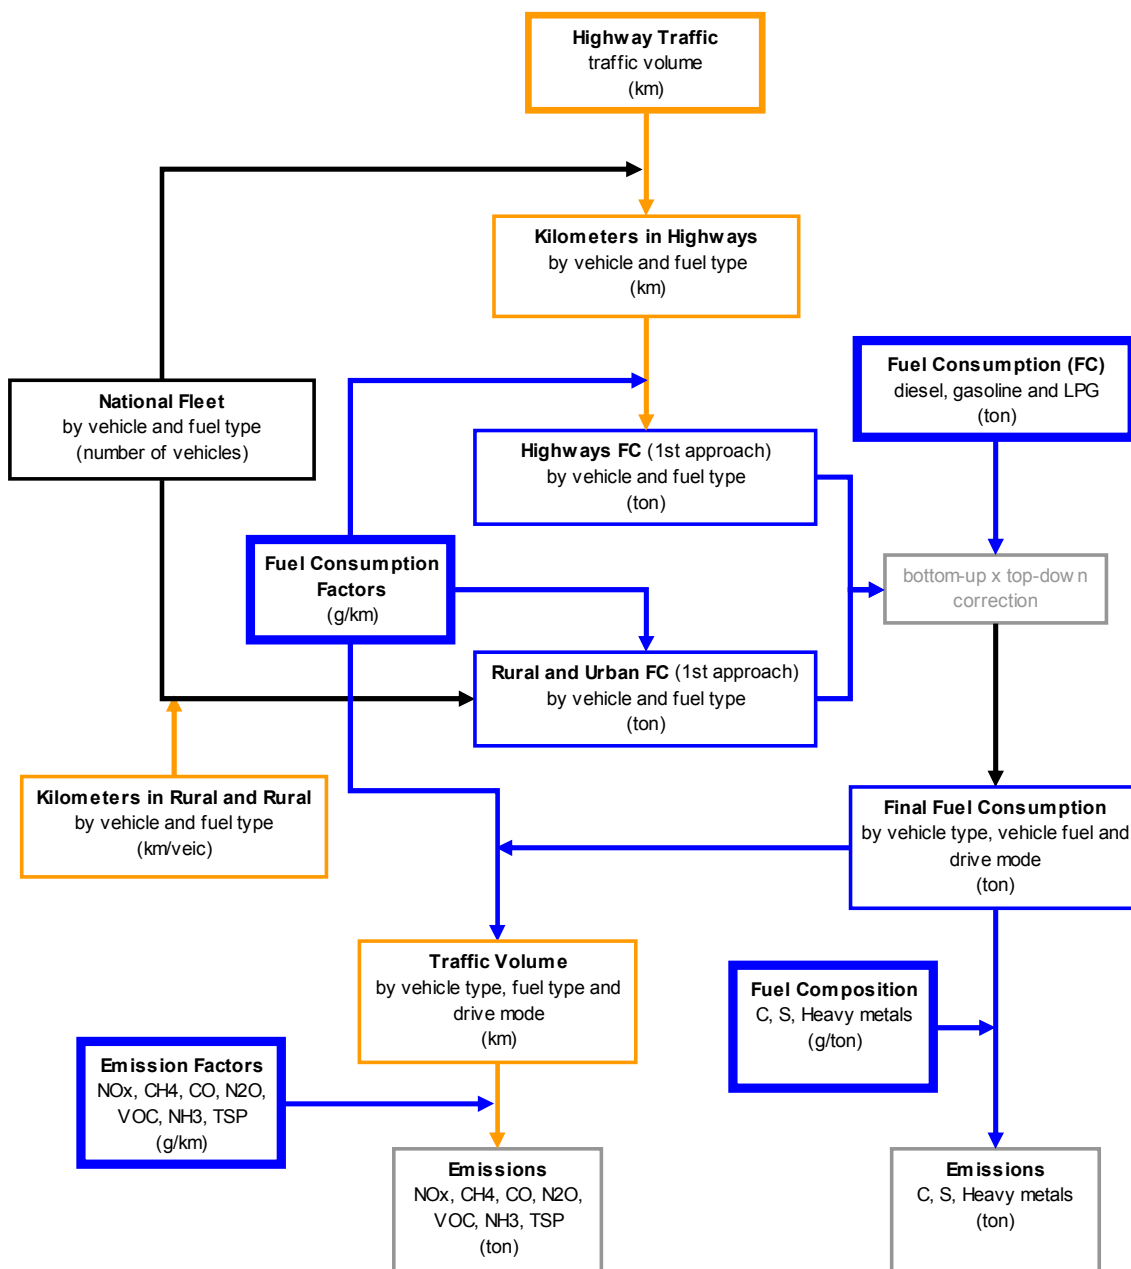 Highway Traffic
traffic volume
(km)
Kilometers in Highways
by vehicle and fuel type
(km)
Fuel Consumption (FC)
diesel, gasoline and LPG
(ton)
National Fleet
by vehicle and fuel type
(number of vehicles)
Highways FC (1st approach)
by vehicle and fuel type
(ton)
Fuel Consumption
Factors
(g/km)
bottom-up x top-down
correction
Rural and Urban FC (1st approach)
by vehicle and fuel type
(ton)
Kilometers in Rural and Rural
by vehicle and fuel type
(km/veic)
Final Fuel Consumption
by vehicle type, vehicle fuel and
drive mode
(ton)
Traffic Volume
by vehicle type, fuel type and
drive mode
(km)
Fuel Composition
C, S, Heavy metals
(g/ton)
Emission Factors
NOx, CH4, CO, N2O,
VOC, NH3, TSP
(g/km)
Emissions
NOx, CH4, CO, N2O,
VOC, NH3, TSP
(ton)
Emissions
C, S, Heavy metals
(ton)